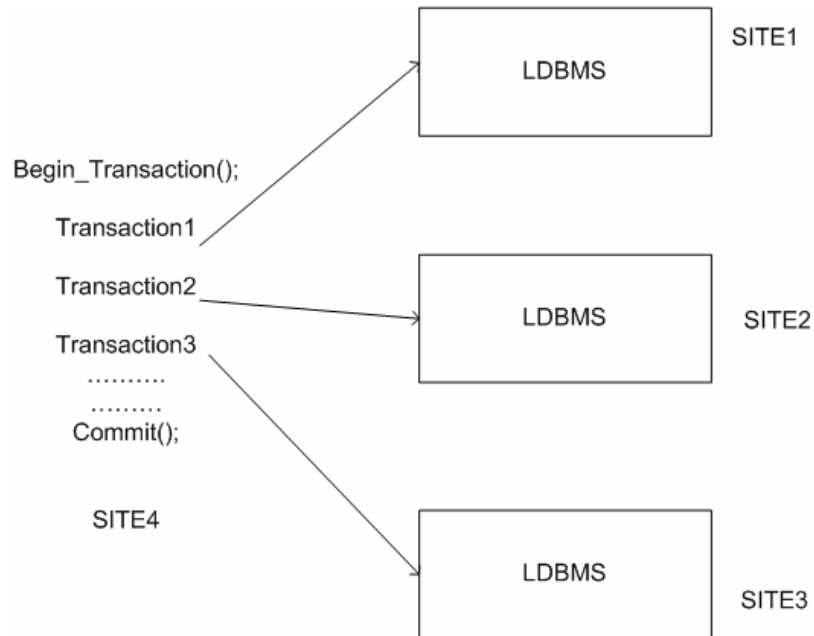 SITE1
LDBMS
Begin_Transaction();
Transaction1
Transaction2
Transaction3
..........
.........
Commit();
SITE4
LDBMS
SITE2
LDBMS
SITE3